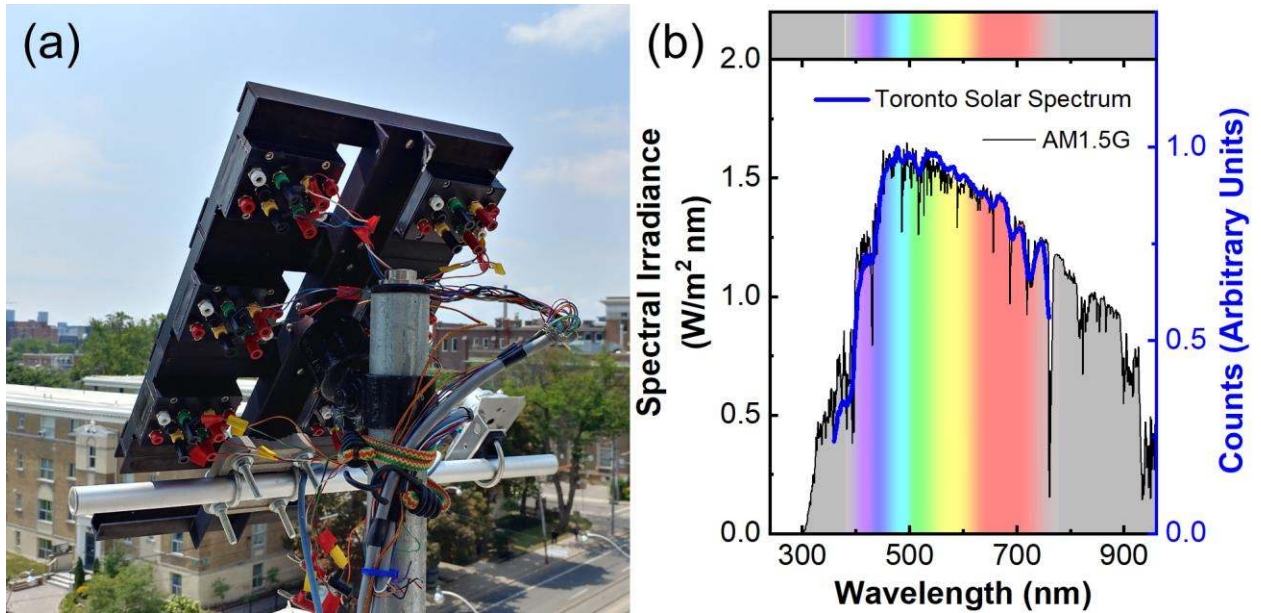 (a)
(b)
2.0
1.5
1.0
0.5
0.0
Spectral Irradiance
(W/m² nm)
Toronto Solar Spectrum
AM1.5G
1.0
0.5
0.0
Counts (Arbitrary Units)
300
500
700
900
Wavelength (nm)